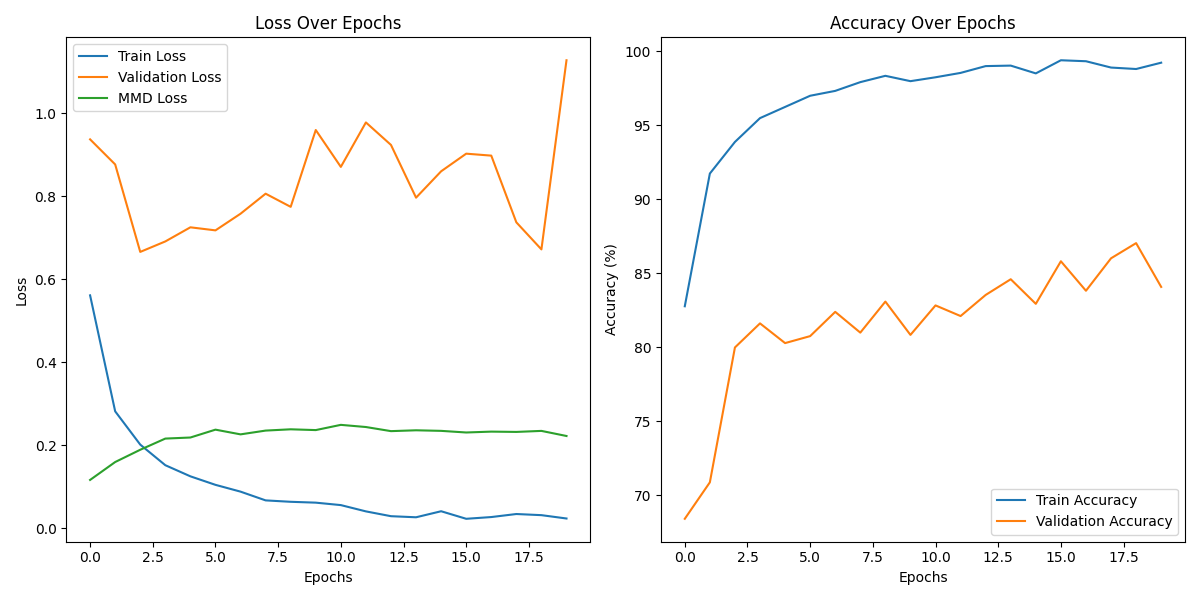 Loss Over Epochs
Train Loss
Validation Loss
MMD Loss
Loss
1.0
0.8
0.6
0.4
0.2
0.0
0.0 2.5 5.0 7.5 10.0 12.5 15.0 17.5
Epochs
Accuracy Over Epochs
Accuracy (%)
100
95
90
85
80
75
70
Train Accuracy
Validation Accuracy
0.0 2.5 5.0 7.5 10.0 12.5 15.0 17.5
Epochs